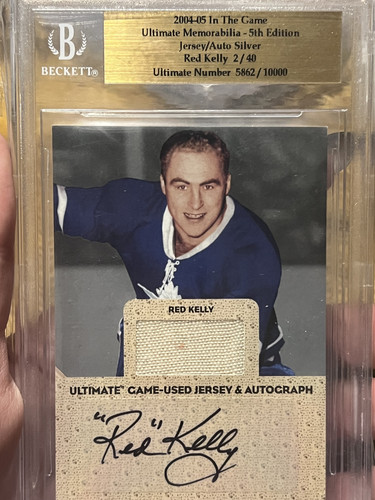 B
BECKETT®
2004-05 In The Game
Ultimate Memorabilia - 5th Edition
Jersey/Auto Silver
Red Kelly 2 / 40
Ultimate Number 5862 / 10000
RED KELLY
ULTIMATE™ GAME-USED JERSEY & AUTOGRAPH
"Red" Kelly